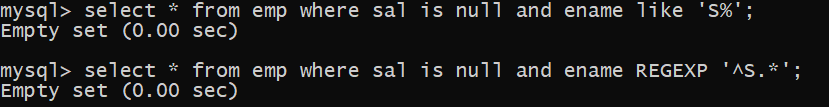 mysql> select * from emp where sal is null and ename like 'S%';
Empty set (0.00 sec)
mysql> select * from emp where sal is null and ename REGEXP '^S.*';
Empty set (0.00 sec)